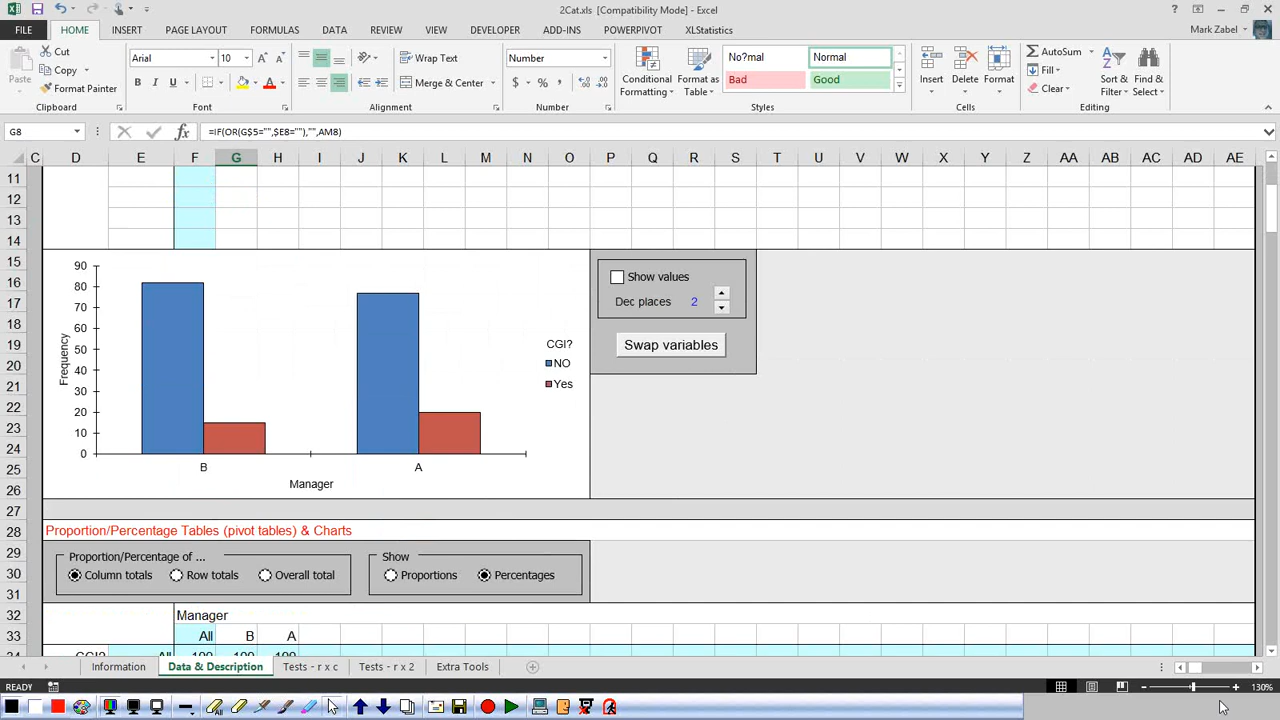 2Cat.xls [Compatibility Mode] - Excel
FILE HOME INSERT PAGE LAYOUT FORMULAS DATA REVIEW VIEW DEVELOPER ADD-INS POWERPIVOT XLStatistics Mark Zabel
Cut
Copy
Format Painter
Paste
Clipboard
Arial 10
B I U
Font
Wrap Text
Merge & Center
Alignment
Number
$ % ,
Number
Conditional Formatting
Format as Table
No?mal Normal
Bad Good
Styles
Insert Delete Format
Cells
AutoSum
Fill
Clear
Sort & Filter
Find & Select
Editing
G8 fx =IF(OR(G$5="",$E8=""),"",AM8)
C D E F G H I J K L M N O P Q R S T U V W X Y Z AA AB AC AD AE
11
12
13
14
15
16
17
18
19
20
21
22
23
24
25
26
27
28
29
30
31
32
33
90
80
70
60
50
40
30
20
10
0
Frequency
B A
Manager
CGI?
NO
Yes
Show values
Dec places 2
Swap variables
Proportion/Percentage Tables (pivot tables) & Charts
Proportion/Percentage of ...
Column totals Row totals Overall total
Show
Proportions Percentages
Manager
All B A
CGI? All 100 100 100
Information Data & Description Tests - r x c Tests - r x 2 Extra Tools
READY 130%